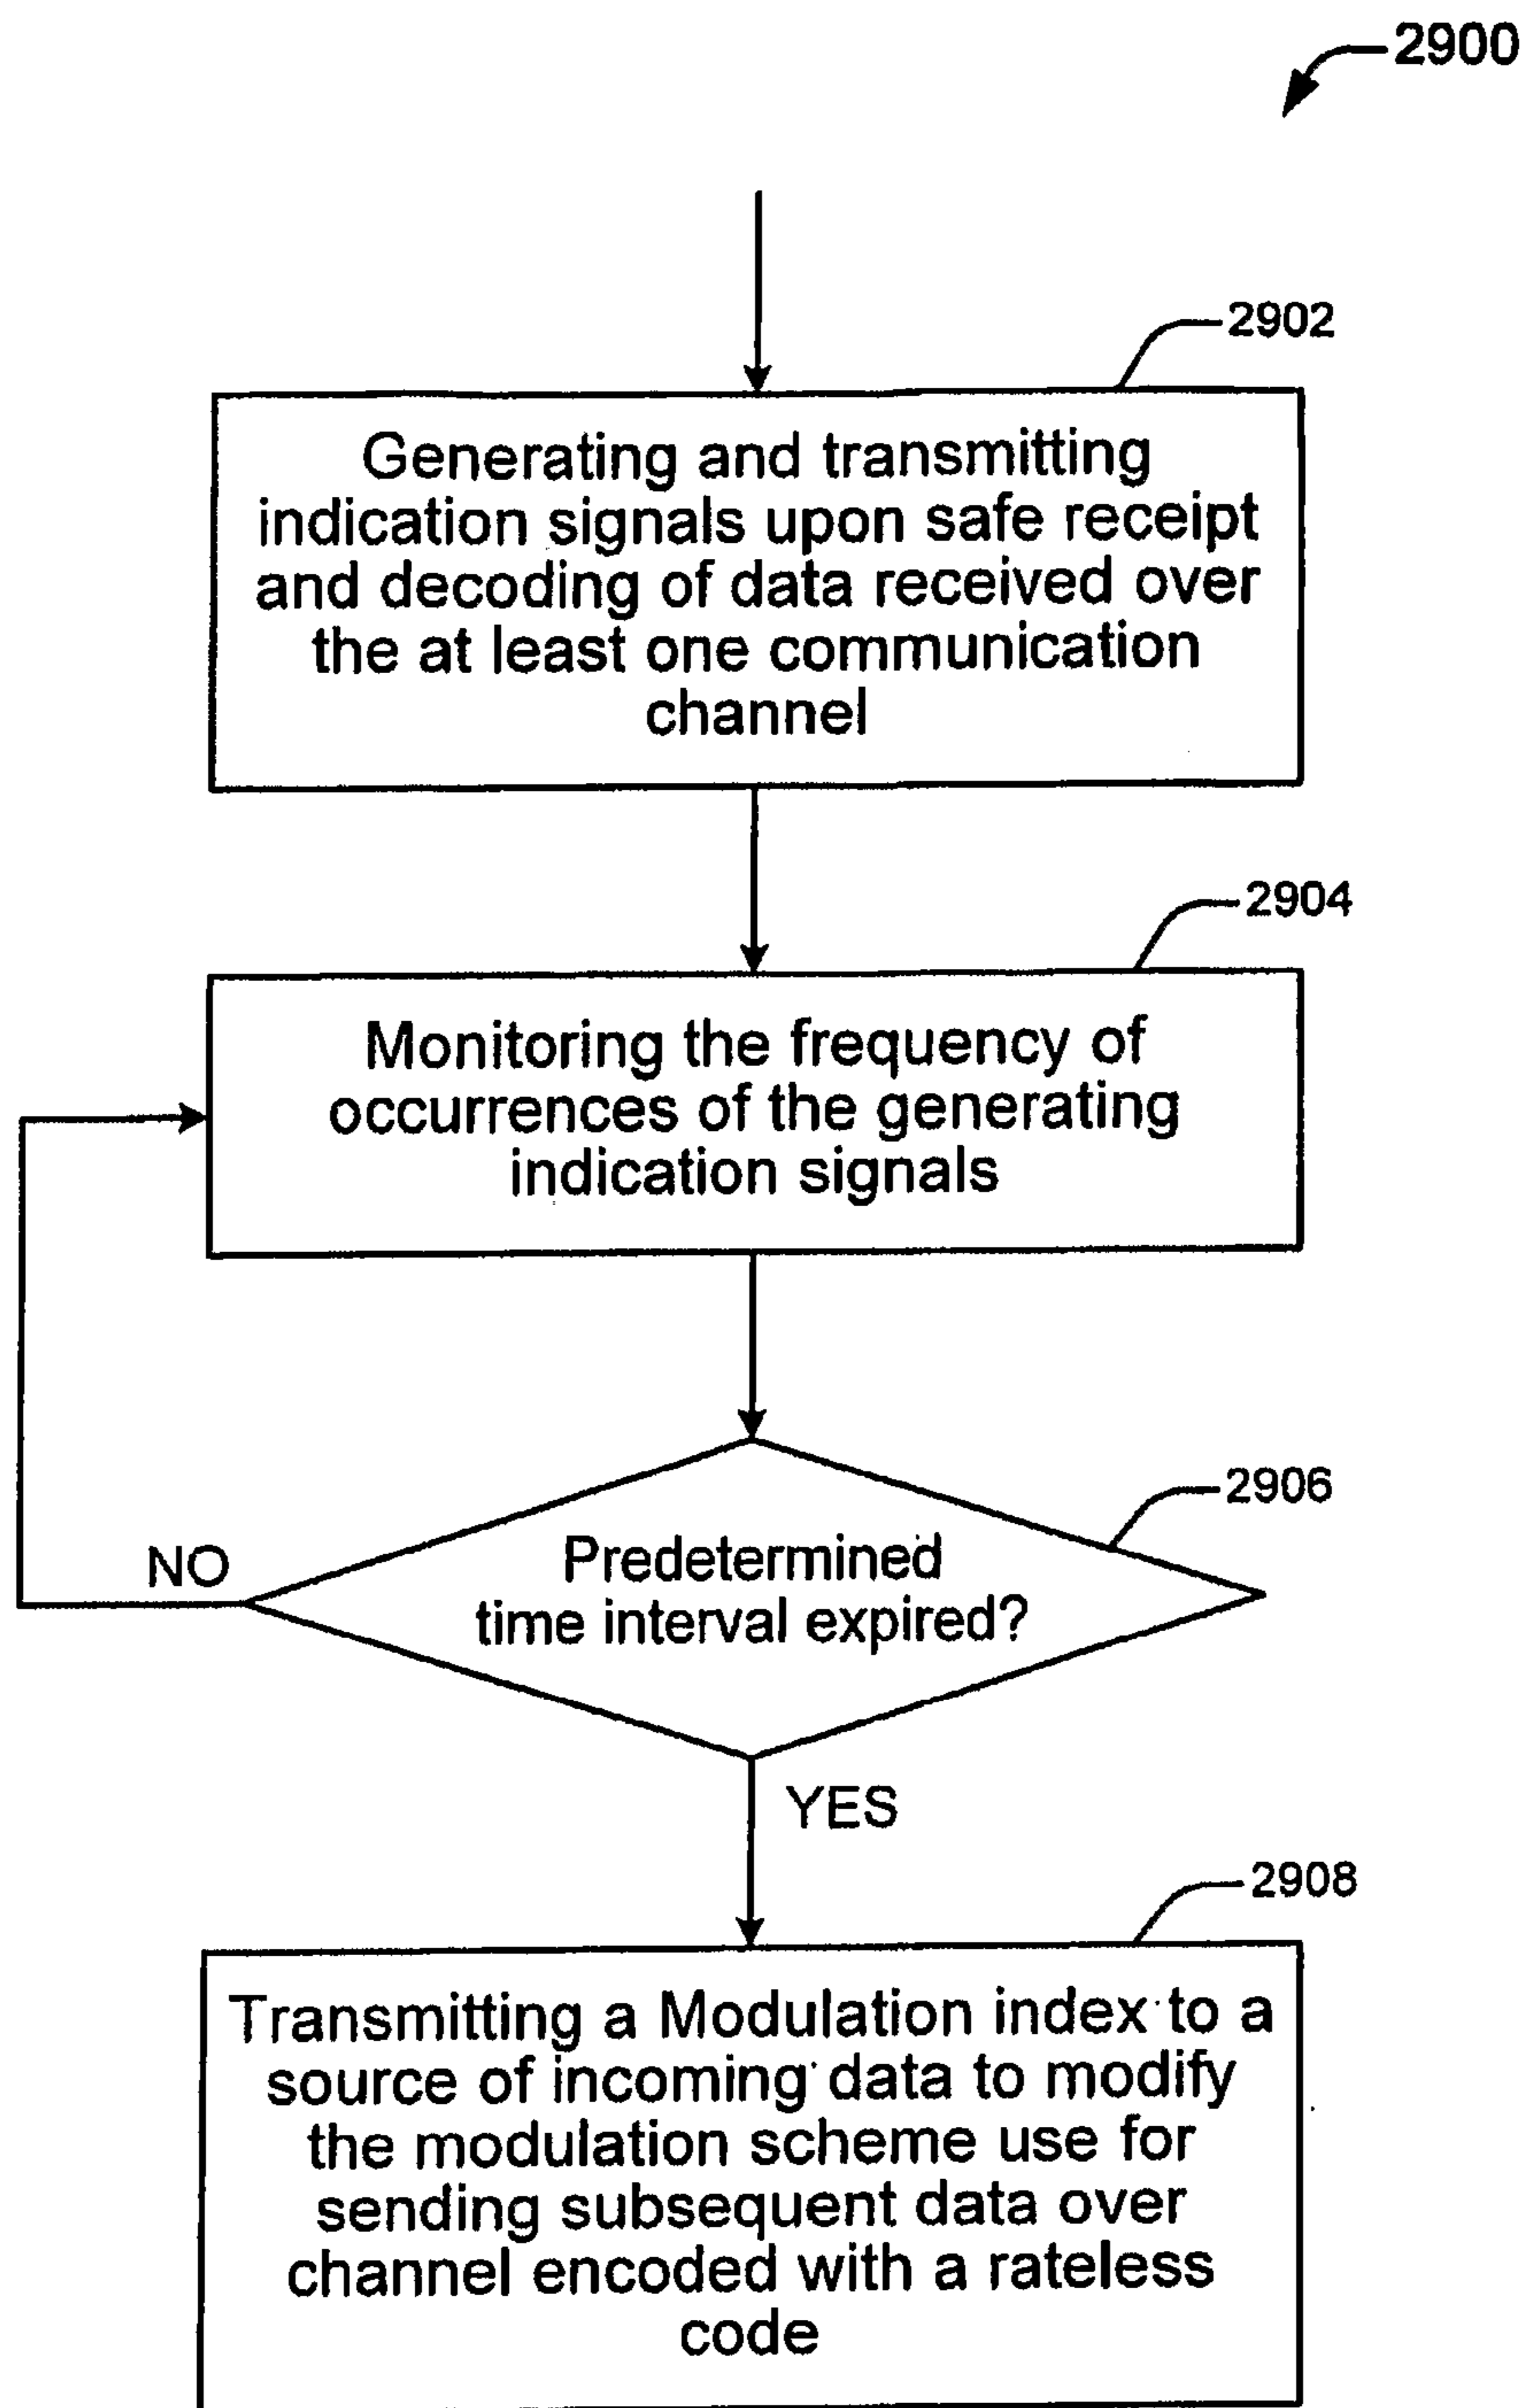 2900
2902
Generating and transmitting
indication signals upon safe receipt
and decoding of data received over
the at least one communication
channel
2904
Monitoring the frequency of
occurrences of the generating
indication signals
2906
Predetermined
time interval expired?
NO
YES
2908
Transmitting a Modulation index to a
source of incoming data to modify
the modulation scheme use for
sending subsequent data over
channel encoded with a rateless
code